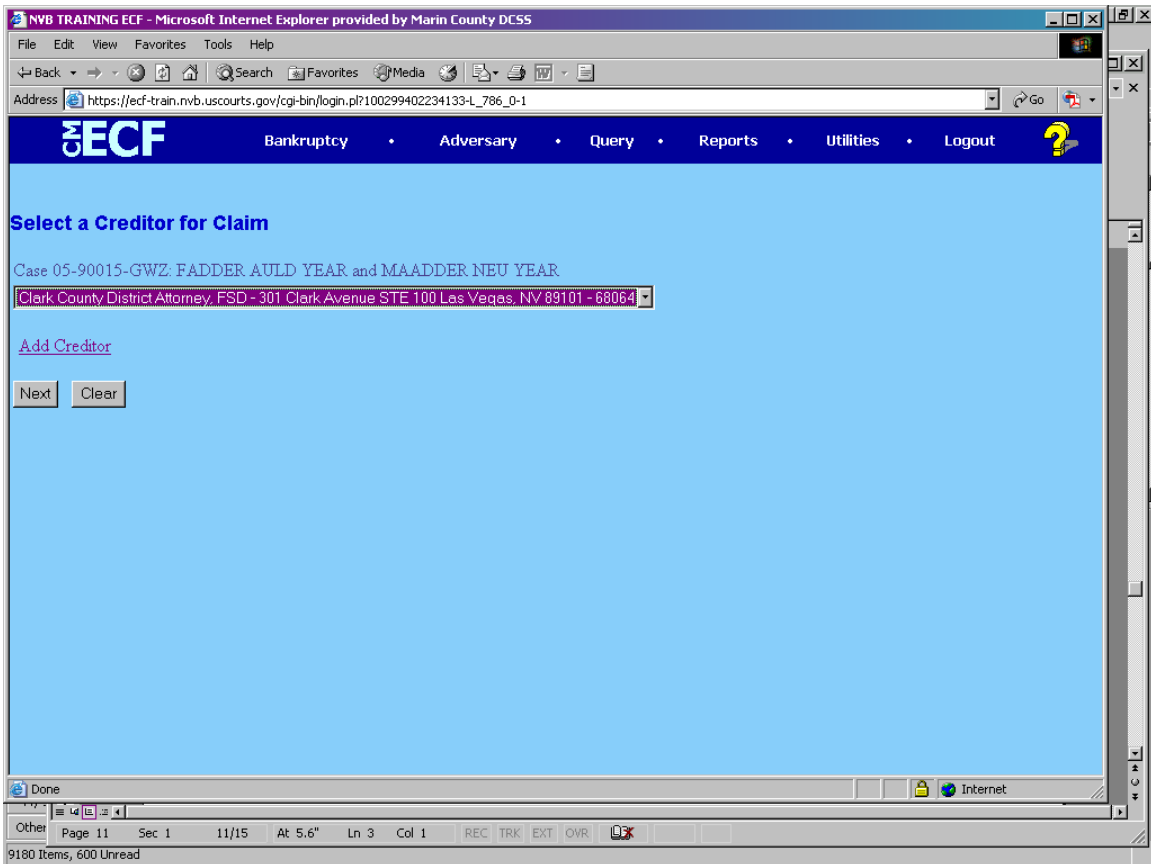 NVB TRAINING ECF - Microsoft Internet Explorer provided by Marin County DCSS
File Edit View Favorites Tools Help
Back Search Favorites Media
Address https://ecf-train.nvb.uscourts.gov/cgi-bin/login.pl?100299402234133-L_786_0-1 Go
CM ECF Bankruptcy • Adversary • Query • Reports • Utilities • Logout ?
Select a Creditor for Claim
Case 05-90015-GWZ: FADDER AULD YEAR and MAADDER NEU YEAR
Clark County District Attorney, FSD - 301 Clark Avenue STE 100 Las Vegas, NV 89101 - 68064
Add Creditor
Next Clear
Done Internet
Other Page 11 Sec 1 11/15 At 5.6" Ln 3 Col 1 REC TRK EXT OVR
9180 Items, 600 Unread